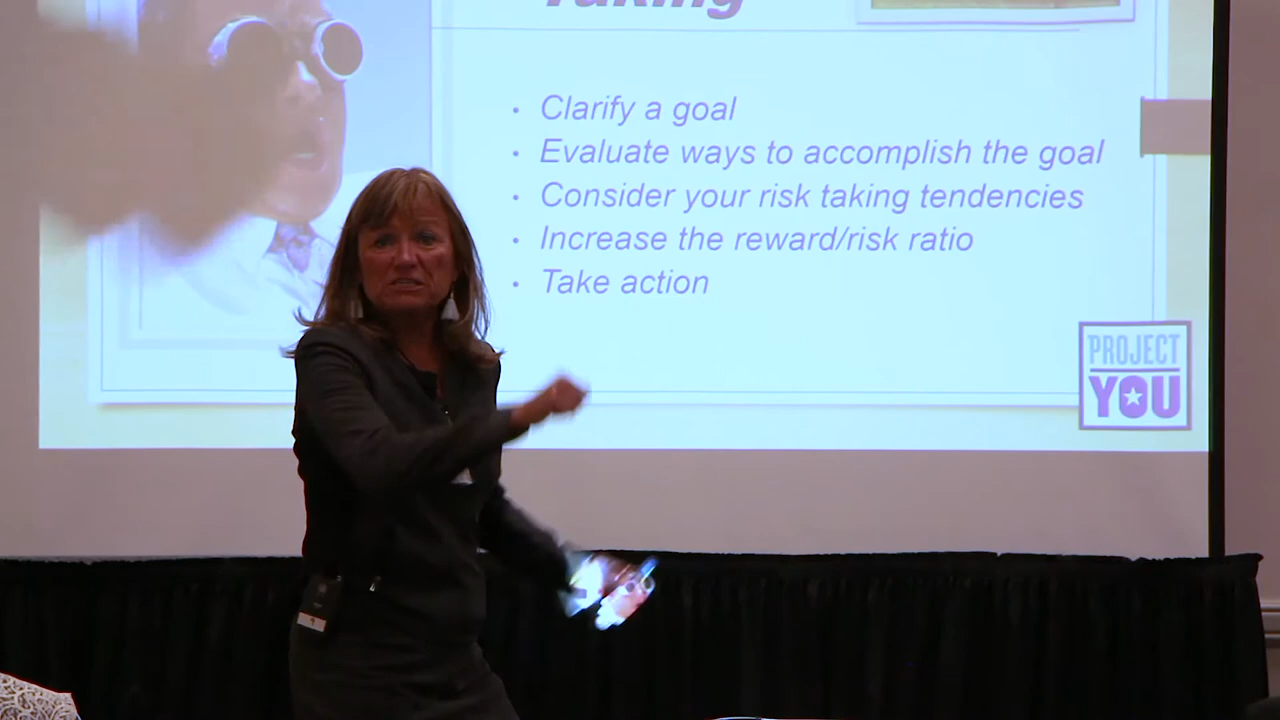 Taking
• Clarify a goal
• Evaluate ways to accomplish the goal
• Consider your risk taking tendencies
• Increase the reward/risk ratio
• Take action
PROJECT
YOU